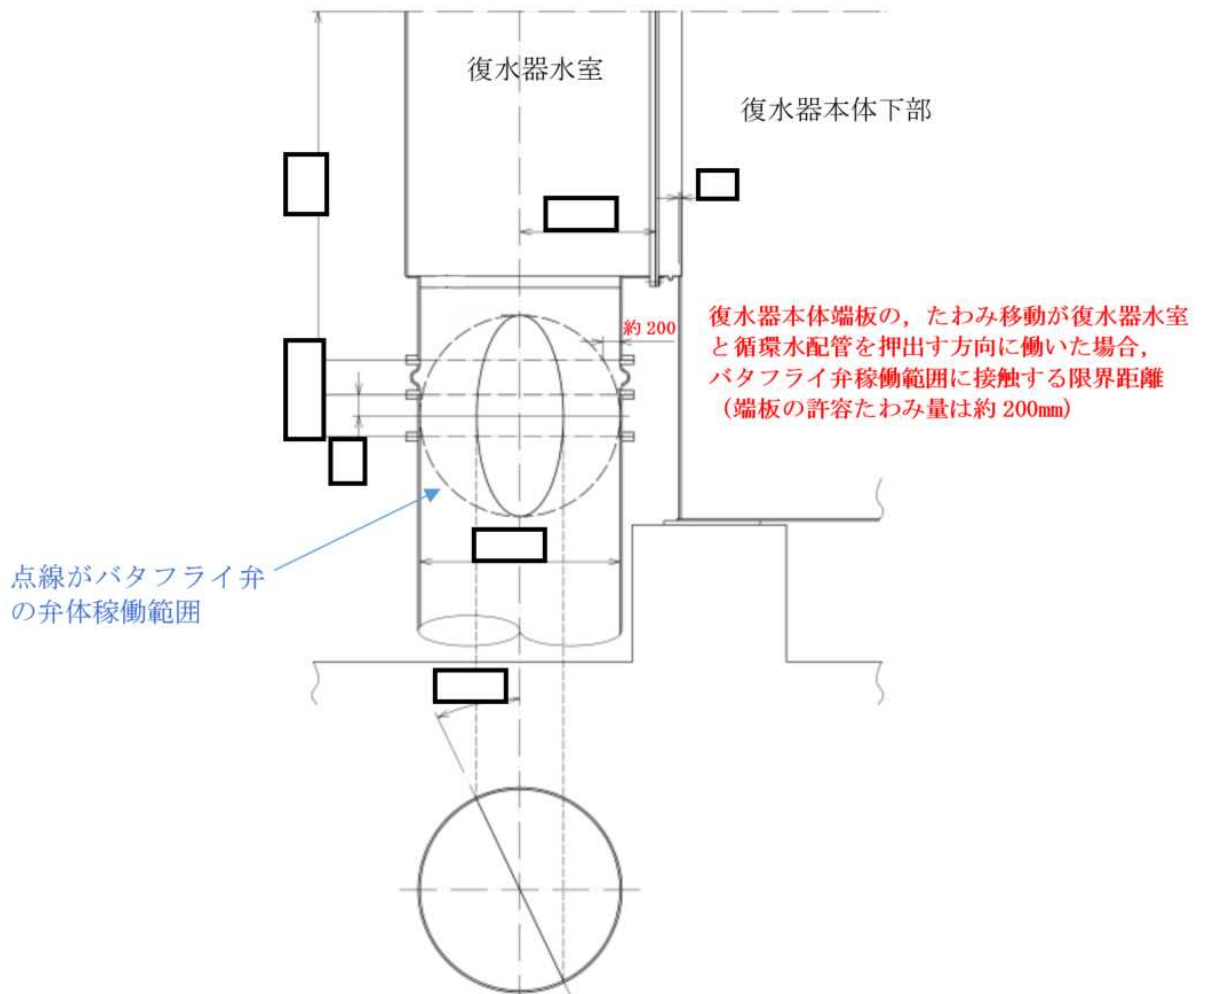 復水器水室
復水器本体下部
約 200
復水器本体端板の，たわみ移動が復水器水室
と循環水配管を押出す方向に働いた場合，
バタフライ弁稼働範囲に接触する限界距離
（端板の許容たわみ量は約 200mm）
点線がバタフライ弁
の弁体稼働範囲